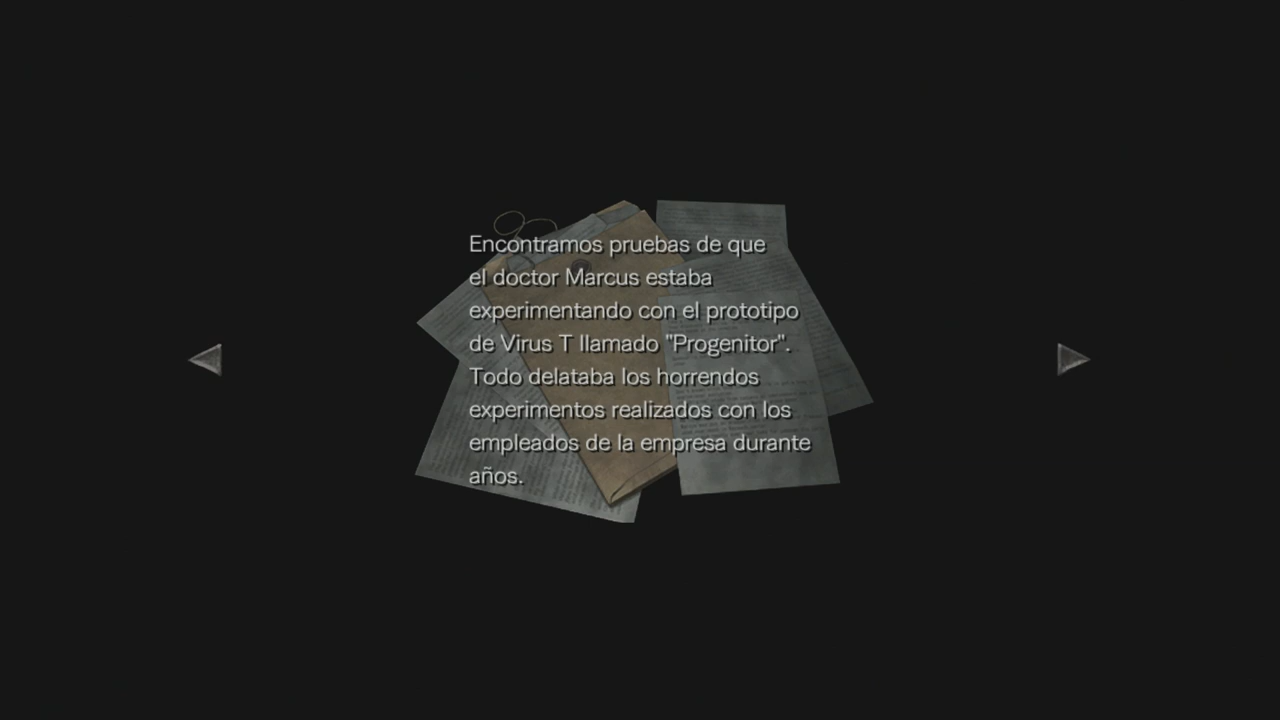 Encontramos pruebas de que
el doctor Marcus estaba
experimentando con el prototipo
de Virus T llamado "Progenitor".
Todo delataba los horrendos
experimentos realizados con los
empleados de la empresa durante
años.